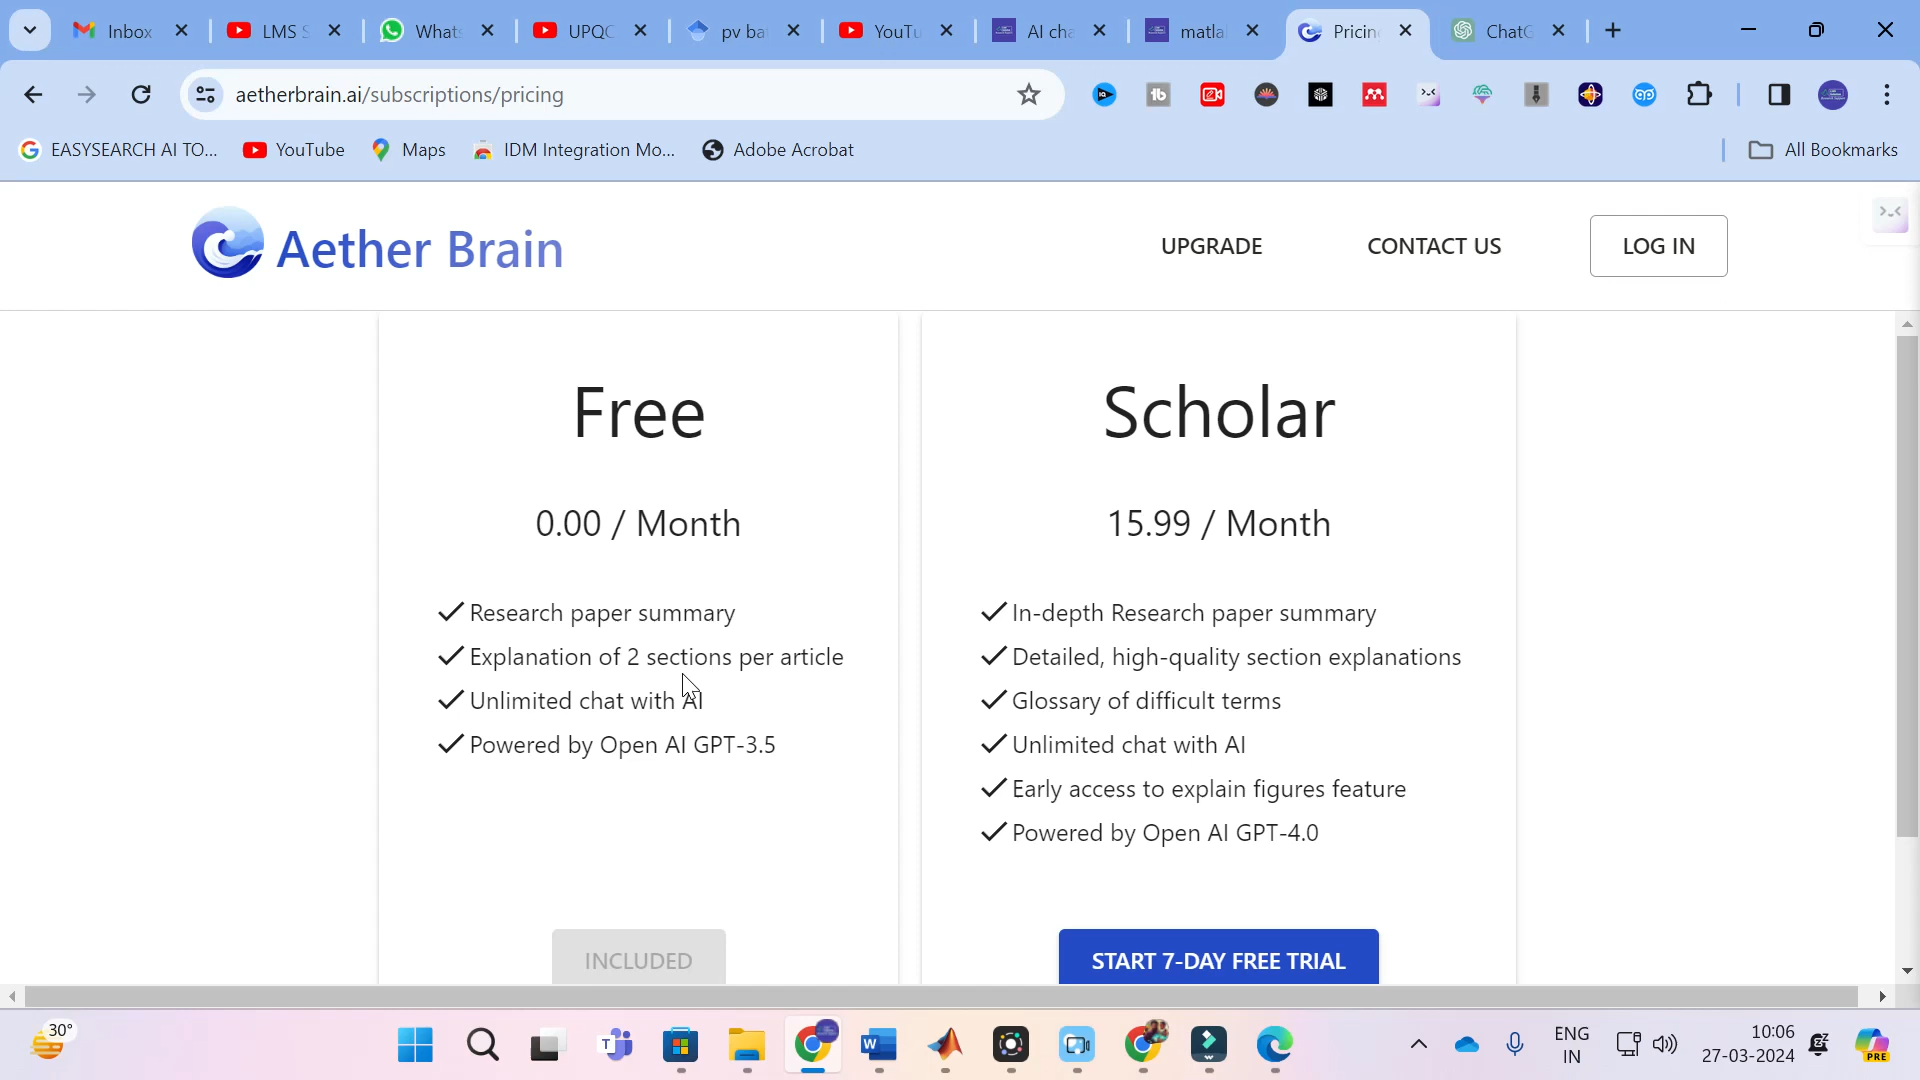 Inbox
LMS S
What
UPQC
pv ba
YouTu
AI cha
matla
Pricin
ChatG
aetherbrain.ai/subscriptions/pricing
EASYSEARCH AI TO...
YouTube
Maps
IDM Integration Mo...
Adobe Acrobat
All Bookmarks
Aether Brain
UPGRADE
CONTACT US
LOG IN
Free
0.00 / Month
Research paper summary
Explanation of 2 sections per article
Unlimited chat with AI
Powered by Open AI GPT-3.5
INCLUDED
Scholar
15.99 / Month
In-depth Research paper summary
Detailed, high-quality section explanations
Glossary of difficult terms
Unlimited chat with AI
Early access to explain figures feature
Powered by Open AI GPT-4.0
START 7-DAY FREE TRIAL
30°
ENG
IN
10:06
27-03-2024
PRE